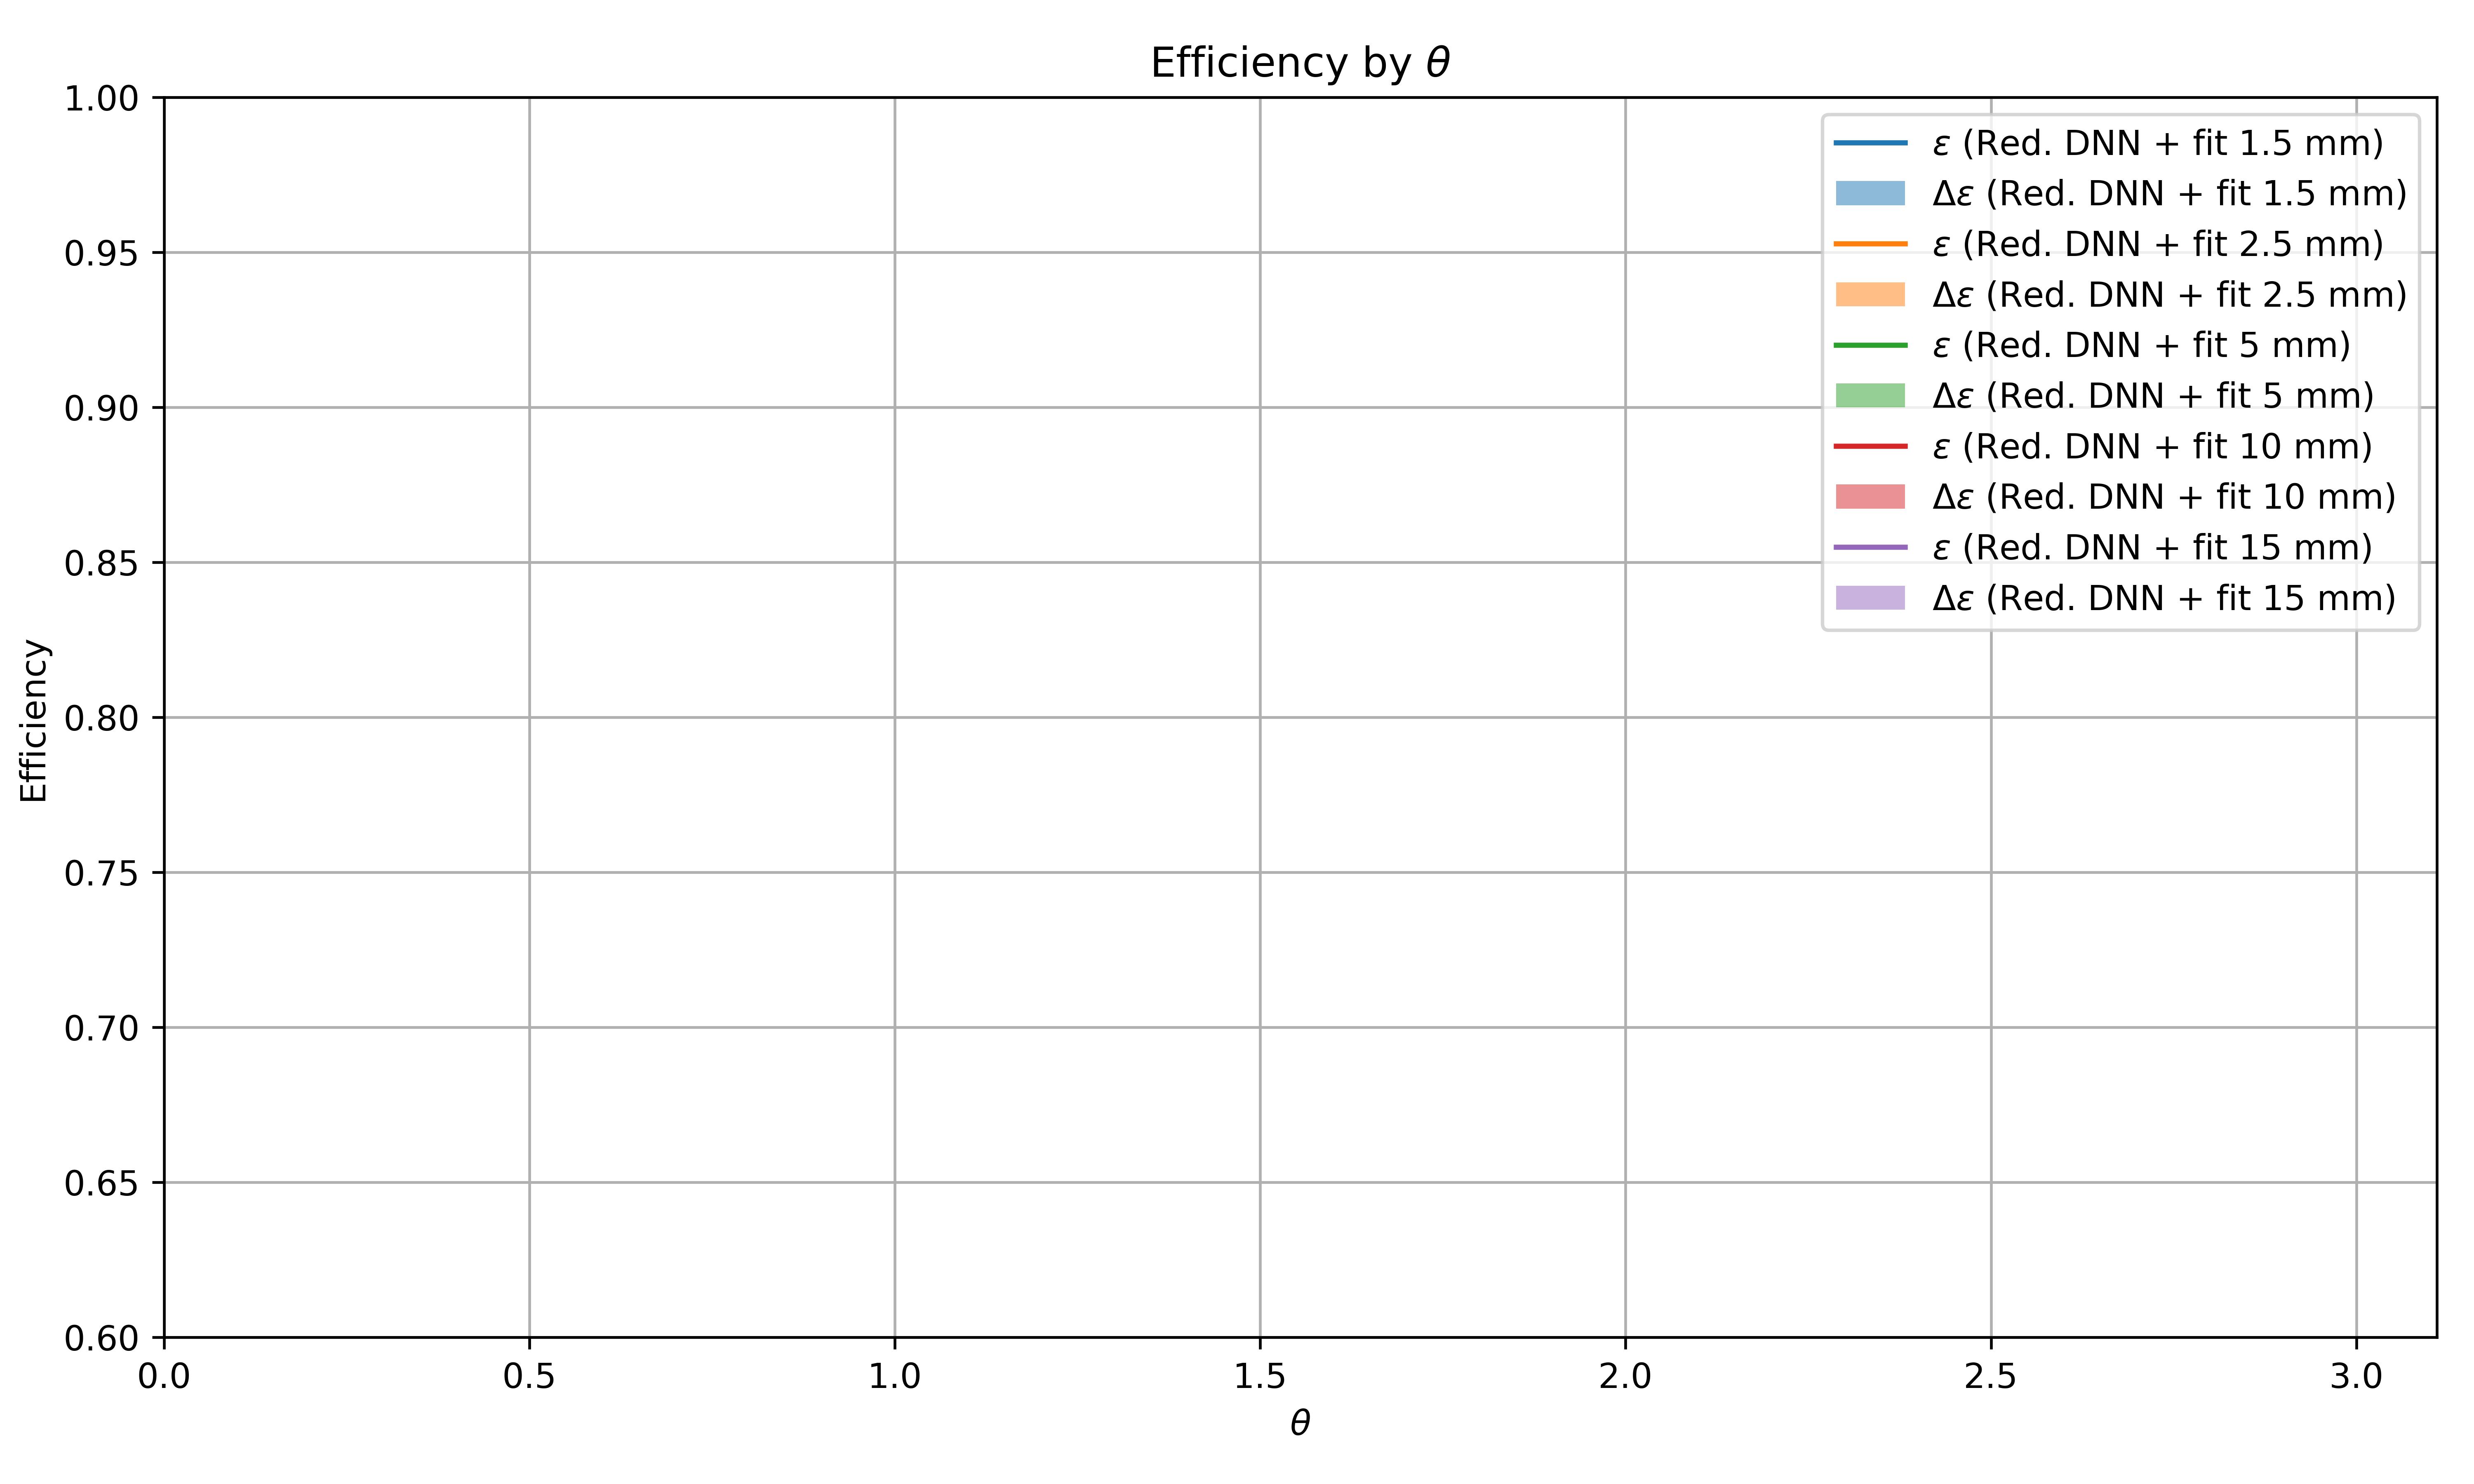 Efficiency by θ
1.00
0.95
0.90
0.85
0.80
0.75
0.70
0.65
0.60
Efficiency
ε (Red. DNN + fit 1.5 mm)
Δε (Red. DNN + fit 1.5 mm)
ε (Red. DNN + fit 2.5 mm)
Δε (Red. DNN + fit 2.5 mm)
ε (Red. DNN + fit 5 mm)
Δε (Red. DNN + fit 5 mm)
ε (Red. DNN + fit 10 mm)
Δε (Red. DNN + fit 10 mm)
ε (Red. DNN + fit 15 mm)
Δε (Red. DNN + fit 15 mm)
0.0 0.5 1.0 1.5 2.0 2.5 3.0
θ